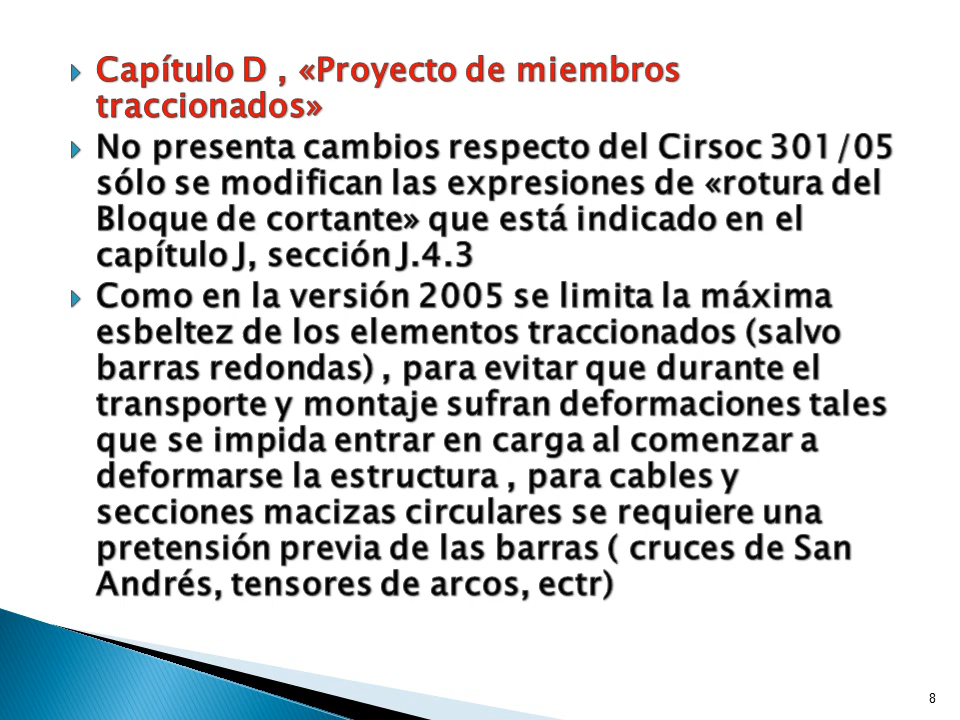 Capítulo D , «Proyecto de miembros
traccionados»
No presenta cambios respecto del Cirsoc 301/05
sólo se modifican las expresiones de «rotura del
Bloque de cortante» que está indicado en el
capítulo J, sección J.4.3
Como en la versión 2005 se limita la máxima
esbeltez de los elementos traccionados (salvo
barras redondas) , para evitar que durante el
transporte y montaje sufran deformaciones tales
que se impida entrar en carga al comenzar a
deformarse la estructura , para cables y
secciones macizas circulares se requiere una
pretensión previa de las barras ( cruces de San
Andrés, tensores de arcos, ectr)
8